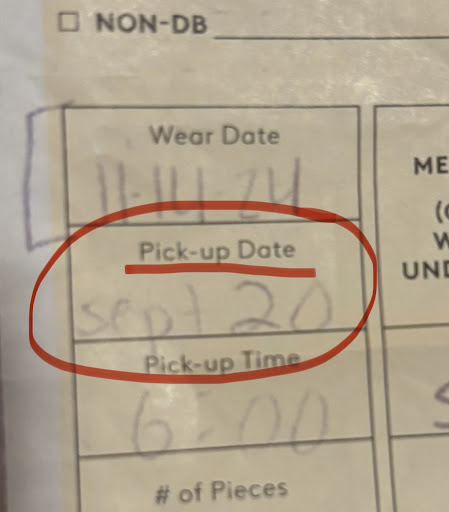 ☐ NON-DB
Wear Date
11-14-24
Pick-up Date
sept 20
Pick-up Time
6:00
# of Pieces
ME
(
W
UND
S